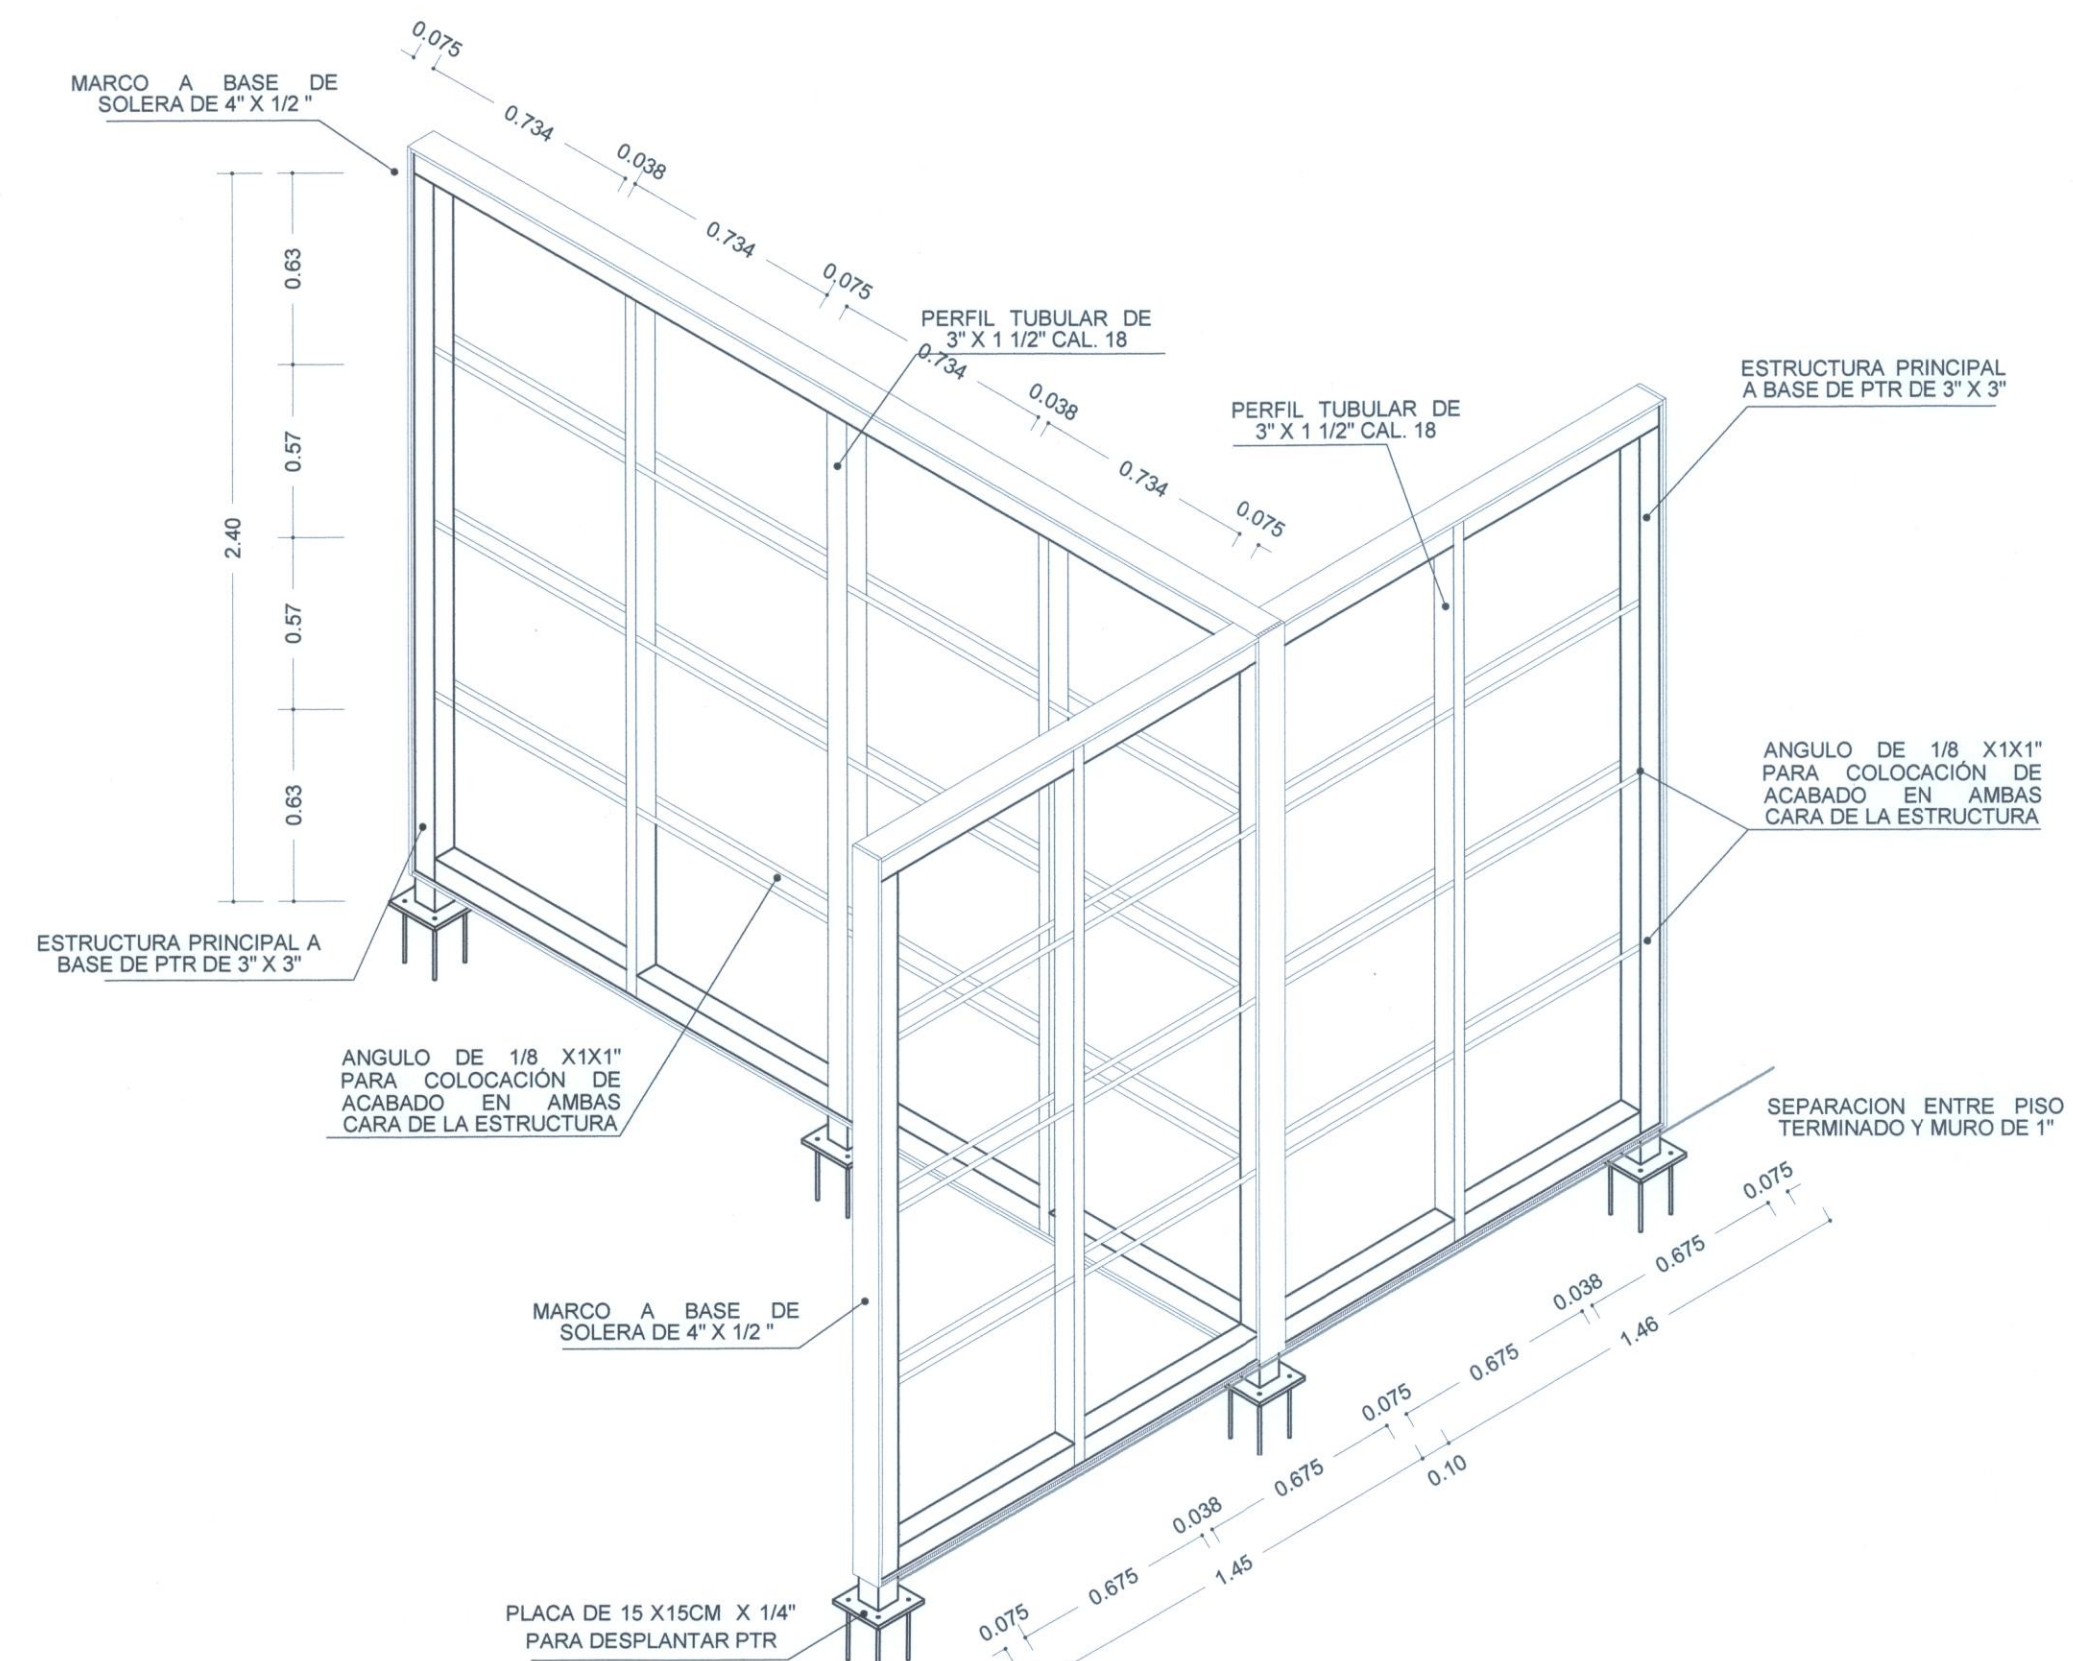 0.075
MARCO A BASE DE
SOLERA DE 4" X 1/2 "
0.734
0.038
0.734
0.075
0.734
0.038
0.734
0.075
PERFIL TUBULAR DE
3" X 1 1/2" CAL. 18
PERFIL TUBULAR DE
3" X 1 1/2" CAL. 18
ESTRUCTURA PRINCIPAL
A BASE DE PTR DE 3" X 3"
0.63
0.57
2.40
0.57
0.63
ANGULO DE 1/8 X1X1"
PARA COLOCACIÓN DE
ACABADO EN AMBAS
CARA DE LA ESTRUCTURA
ESTRUCTURA PRINCIPAL A
BASE DE PTR DE 3" X 3"
ANGULO DE 1/8 X1X1"
PARA COLOCACIÓN DE
ACABADO EN AMBAS
CARA DE LA ESTRUCTURA
SEPARACION ENTRE PISO
TERMINADO Y MURO DE 1"
MARCO A BASE DE
SOLERA DE 4" X 1/2 "
0.075
0.675
0.038
1.46
0.675
0.075
0.10
0.675
0.038
1.45
0.675
0.075
PLACA DE 15 X15CM X 1/4"
PARA DESPLANTAR PTR